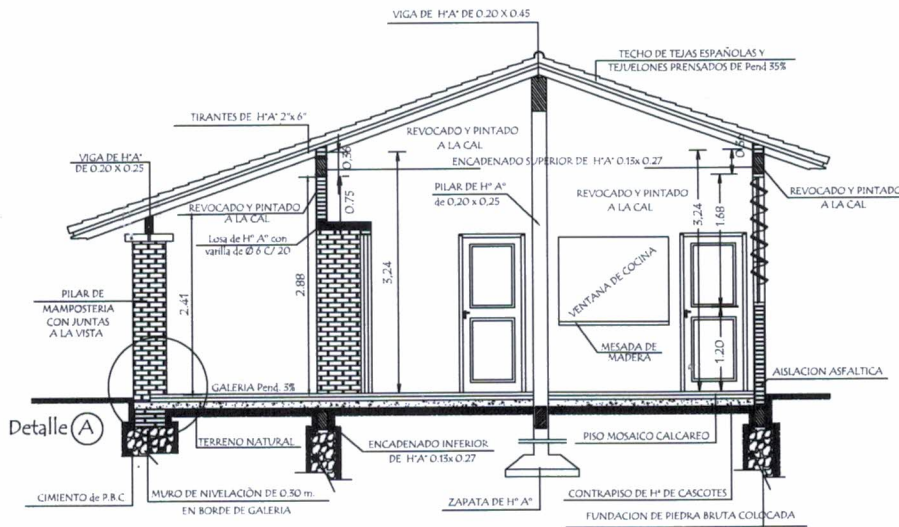 VIGA DE H°A° DE 0.20 X 0.45
TECHO DE TEJAS ESPAÑOLAS Y
TEJUELONES PRENSADOS DE Pend 35%
TIRANTES DE H°A° 2"x 6"
REVOCADO Y PINTADO
A LA CAL
VIGA DE H°A°
DE 0.20 X 0.25
0,36
ENCADENADO SUPERIOR DE H°A° 0.13x 0.27
PILAR DE H° A°
de 0,20 x 0,25
REVOCADO Y PINTADO
A LA CAL
REVOCADO Y PINTADO
A LA CAL
REVOCADO Y PINTADO
A LA CAL
0.75
Losa de H° A° con
varilla de Ø 6 C/ 20
3,24
3,24
1.68
2.88
2.41
VENTANA DE COCINA
PILAR DE
MAMPOSTERIA
CON JUNTAS
A LA VISTA
MESADA DE
MADERA
1.20
AISLACION ASFALTICA
GALERIA Pend. 3%
Detalle A
TERRENO NATURAL
ENCADENADO INFERIOR
DE H°A° 0.13x 0.27
PISO MOSAICO CALCAREO
CIMIENTO de P.B.C
MURO DE NIVELACIÒN DE 0.30 m.
EN BORDE DE GALERIA
ZAPATA DE H° A°
CONTRAPISO DE H° DE CASCOTES
FUNDACION DE PIEDRA BRUTA COLOCADA